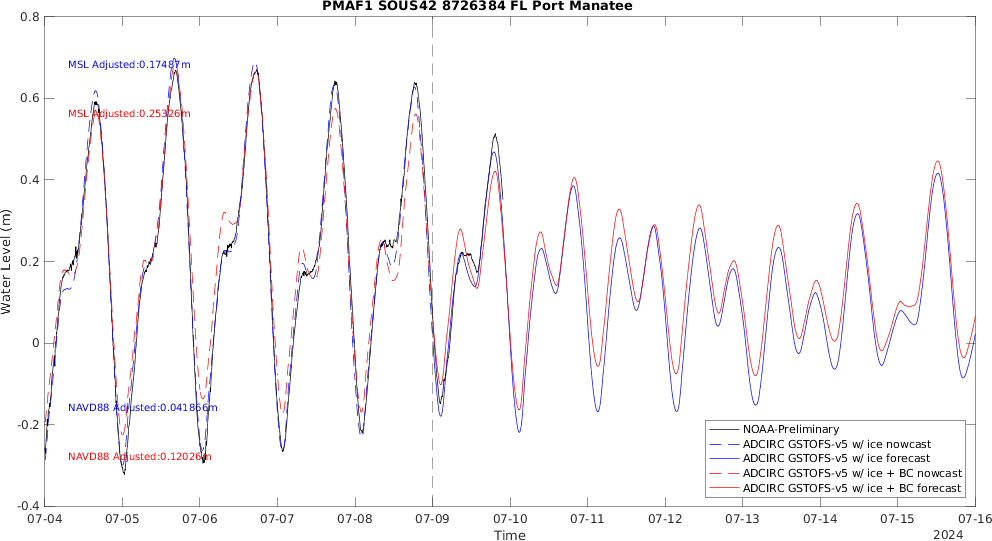 PMAF1 SOUS42 8726384 FL Port Manatee
0.8
0.6
0.4
0.2
0
-0.2
-0.4
Water Level (m)
MSL Adjusted:0.17487m
MSL Adjusted:0.25326m
NAVD88 Adjusted:0.041866m
NAVD88 Adjusted:0.12026m
NOAA-Preliminary
ADCIRC GSTOFS-v5 w/ ice nowcast
ADCIRC GSTOFS-v5 w/ ice forecast
ADCIRC GSTOFS-v5 w/ ice + BC nowcast
ADCIRC GSTOFS-v5 w/ ice + BC forecast
07-04 07-05 07-06 07-07 07-08 07-09 07-10 07-11 07-12 07-13 07-14 07-15 07-16
Time
2024